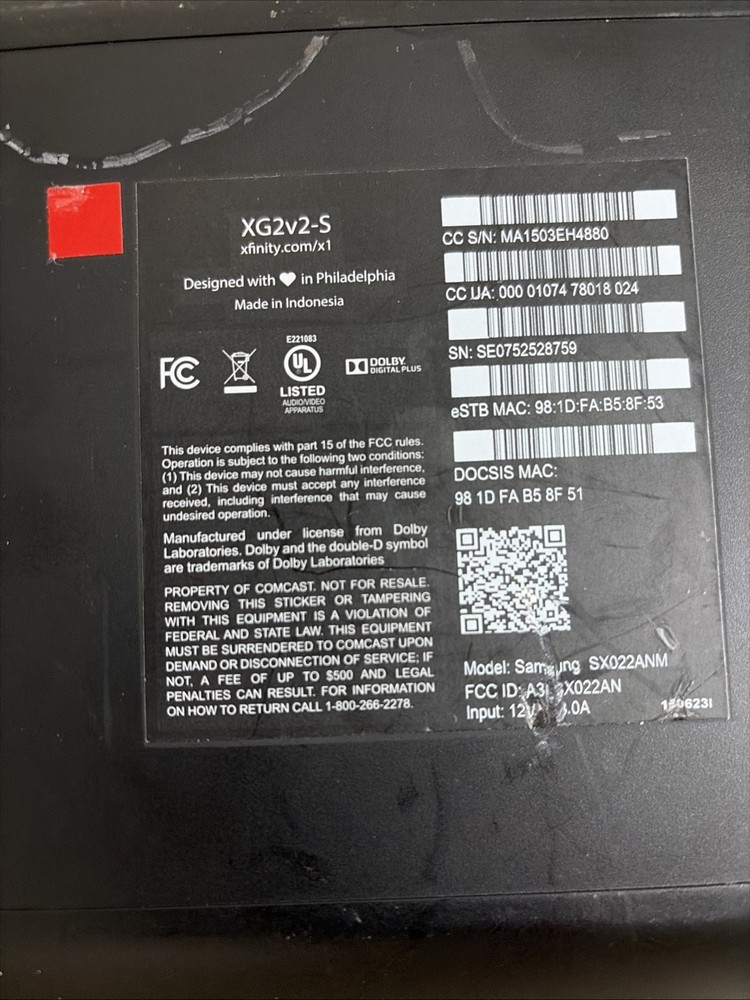 XG2v2-S
xfinity.com/x1
Designed with ♥ in Philadelphia
Made in Indonesia
FC
E221083
UL
LISTED
AUDIO/VIDEO
APPARATUS
DOLBY
DIGITAL PLUS
This device complies with part 15 of the FCC rules.
Operation is subject to the following two conditions:
(1) This device may not cause harmful interference,
and (2) This device must accept any interference
received, including interference that may cause
undesired operation.
Manufactured under license from Dolby
Laboratories. Dolby and the double-D symbol
are trademarks of Dolby Laboratories
PROPERTY OF COMCAST. NOT FOR RESALE.
REMOVING THIS STICKER OR TAMPERING
WITH THIS EQUIPMENT IS A VIOLATION OF
FEDERAL AND STATE LAW. THIS EQUIPMENT
MUST BE SURRENDERED TO COMCAST UPON
DEMAND OR DISCONNECTION OF SERVICE; IF
NOT, A FEE OF UP TO $500 AND LEGAL
PENALTIES CAN RESULT. FOR INFORMATION
ON HOW TO RETURN CALL 1-800-266-2278.
CC S/N: MA1503EH4880
CC UA: 000 01074 78018 024
SN: SE0752528759
eSTB MAC: 98:1D:FA:B5:8F:53
DOCSIS MAC:
98 1D FA B5 8F 51
Model: Samsung SX022ANM
FCC ID:
Input: